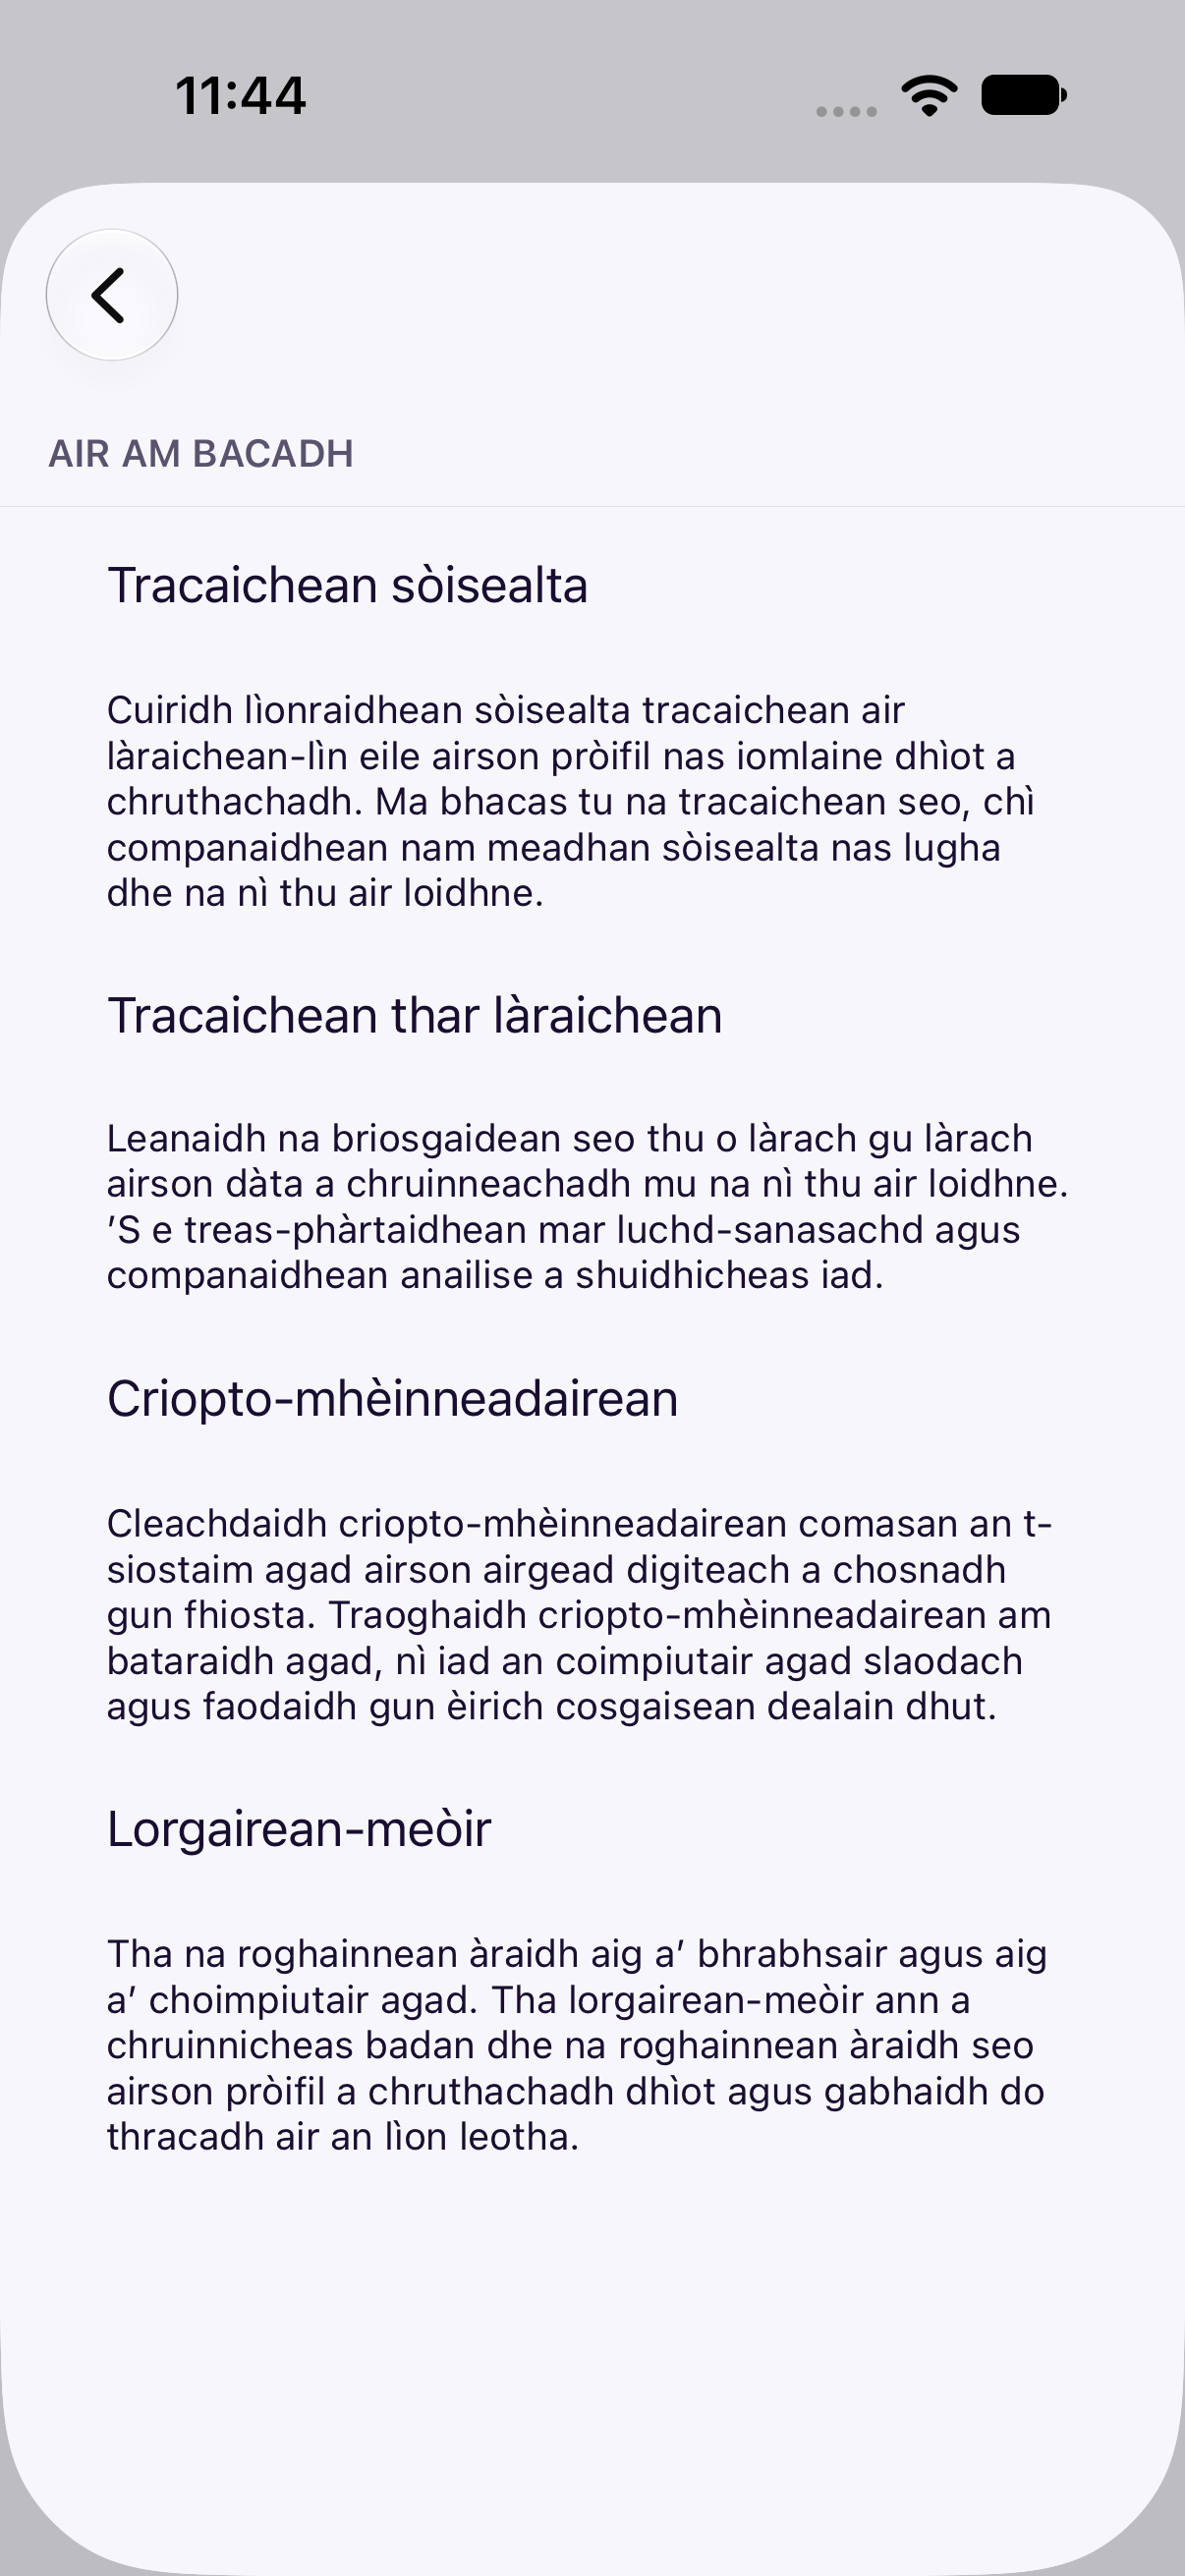 11:44
AIR AM BACADH
Tracaichean sòisealta
Cuiridh lìonraidhean sòisealta tracaichean air
làraichean-lìn eile airson pròifil nas iomlaine dhìot a
chruthachadh. Ma bhacas tu na tracaichean seo, chì
companaidhean nam meadhan sòisealta nas lugha
dhe na nì thu air loidhne.
Tracaichean thar làraichean
Leanaidh na briosgaidean seo thu o làrach gu làrach
airson dàta a chruinneachadh mu na nì thu air loidhne.
’S e treas-phàrtaidhean mar luchd-sanasachd agus
companaidhean anailise a shuidhicheas iad.
Criopto-mhèinneadairean
Cleachdaidh criopto-mhèinneadairean comasan an t-
siostaim agad airson airgead digiteach a chosnadh
gun fhiosta. Traoghaidh criopto-mhèinneadairean am
bataraidh agad, nì iad an coimpiutair agad slaodach
agus faodaidh gun èirich cosgaisean dealain dhut.
Lorgairean-meòir
Tha na roghainnean àraidh aig a’ bhrabhsair agus aig
a’ choimpiutair agad. Tha lorgairean-meòir ann a
chruinnicheas badan dhe na roghainnean àraidh seo
airson pròifil a chruthachadh dhìot agus gabhaidh do
thracadh air an lìon leotha.